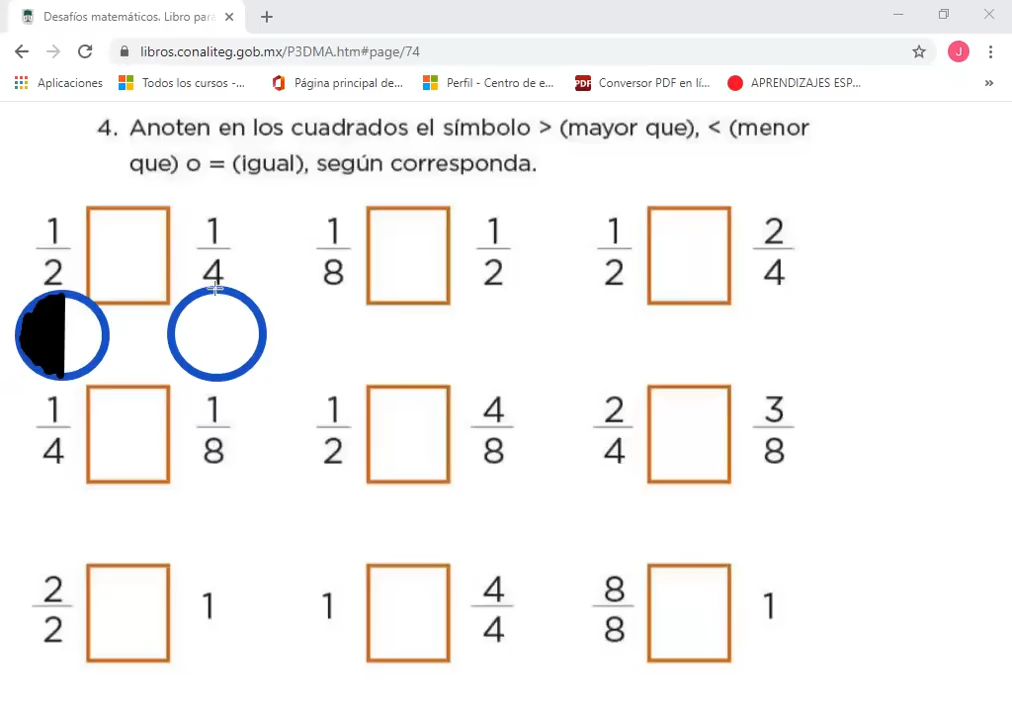 Desafíos matemáticos. Libro para
libros.conaliteg.gob.mx/P3DMA.htm#page/74
J
Aplicaciones Todos los cursos -... Página principal de... Perfil - Centro de e... PDF Conversor PDF en lí... APRENDIZAJES ESP... »
4. Anoten en los cuadrados el símbolo > (mayor que), < (menor
que) o = (igual), según corresponda.
1/2 1/4 1/8 1/2 1/2 2/4
1/4 1/8 1/2 4/8 2/4 3/8
2/2 1 1 4/4 8/8 1